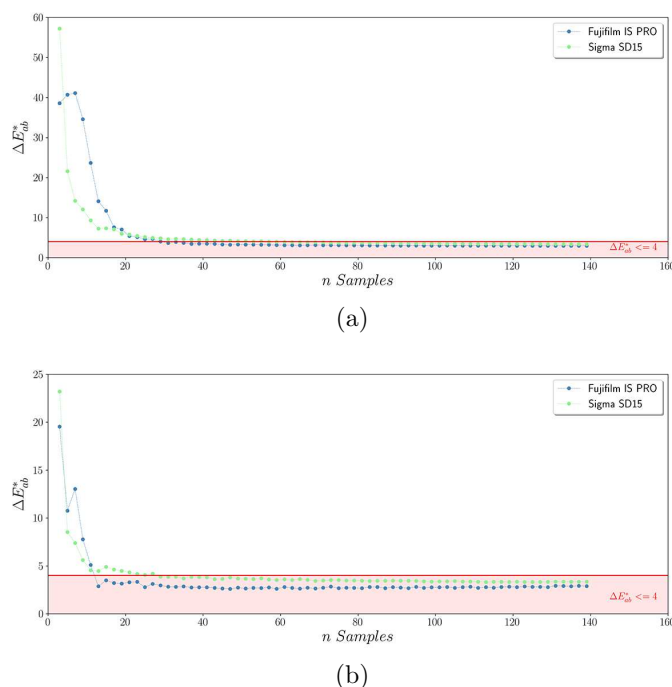 60
50
40
30
20
10
0
ΔE*ab
Fujifilm IS PRO
Sigma SD15
ΔE*ab <= 4
0 20 40 60 80 100 120 140 160
n Samples
(a)
25
20
15
10
5
0
ΔE*ab
Fujifilm IS PRO
Sigma SD15
ΔE*ab <= 4
0 20 40 60 80 100 120 140 160
n Samples
(b)